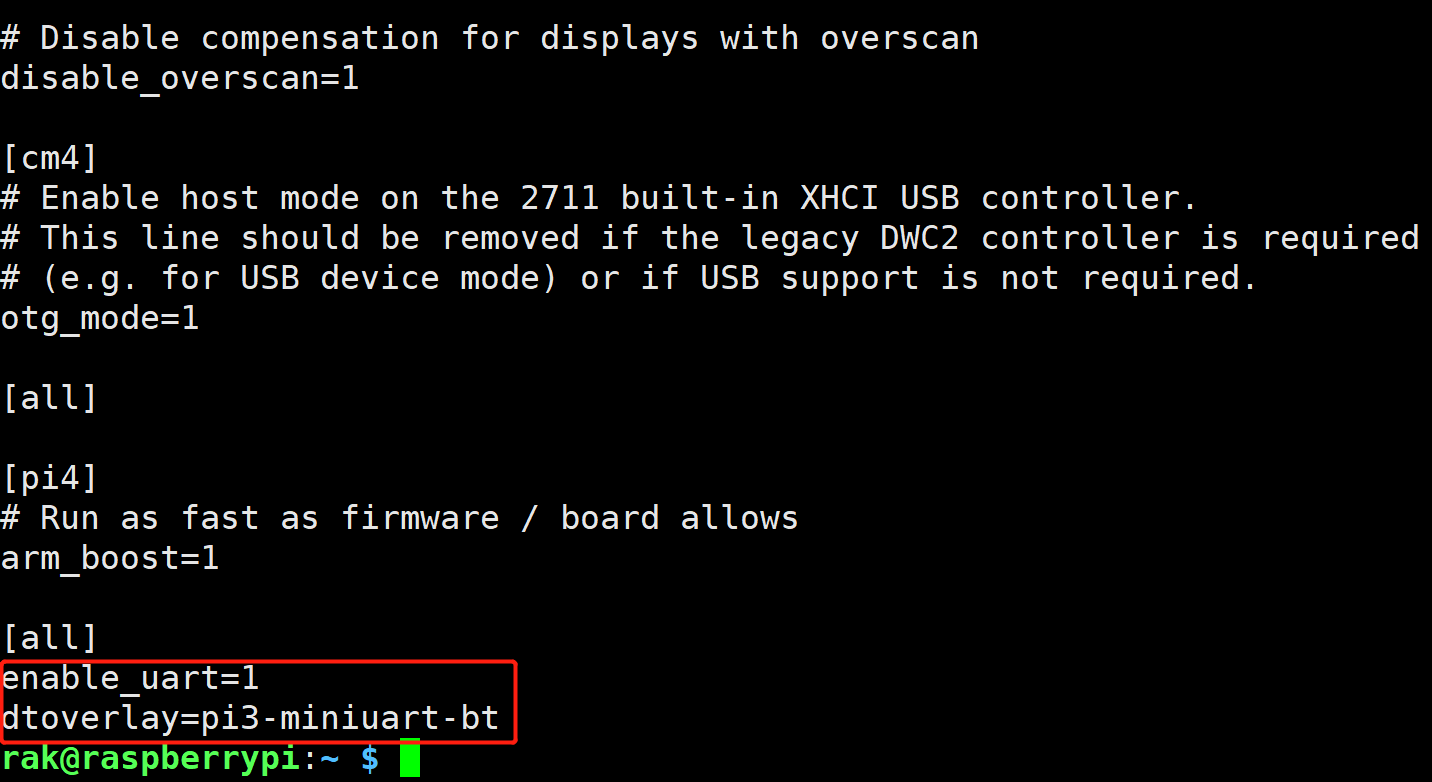 # Disable compensation for displays with overscan
disable_overscan=1
[cm4]
# Enable host mode on the 2711 built-in XHCI USB controller.
# This line should be removed if the legacy DWC2 controller is required
# (e.g. for USB device mode) or if USB support is not required.
otg_mode=1
[all]
[pi4]
# Run as fast as firmware / board allows
arm_boost=1
[all]
enable_uart=1
dtoverlay=pi3-miniuart-bt
rak@raspberrypi:~ $